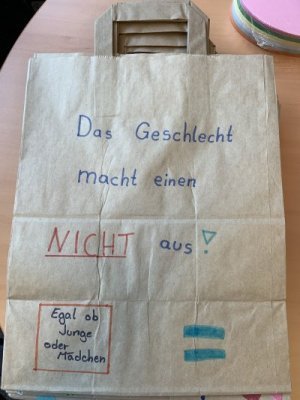 Das Geschlecht
macht einen
NICHT aus!
Egal ob
Junge
oder
Mädchen
=